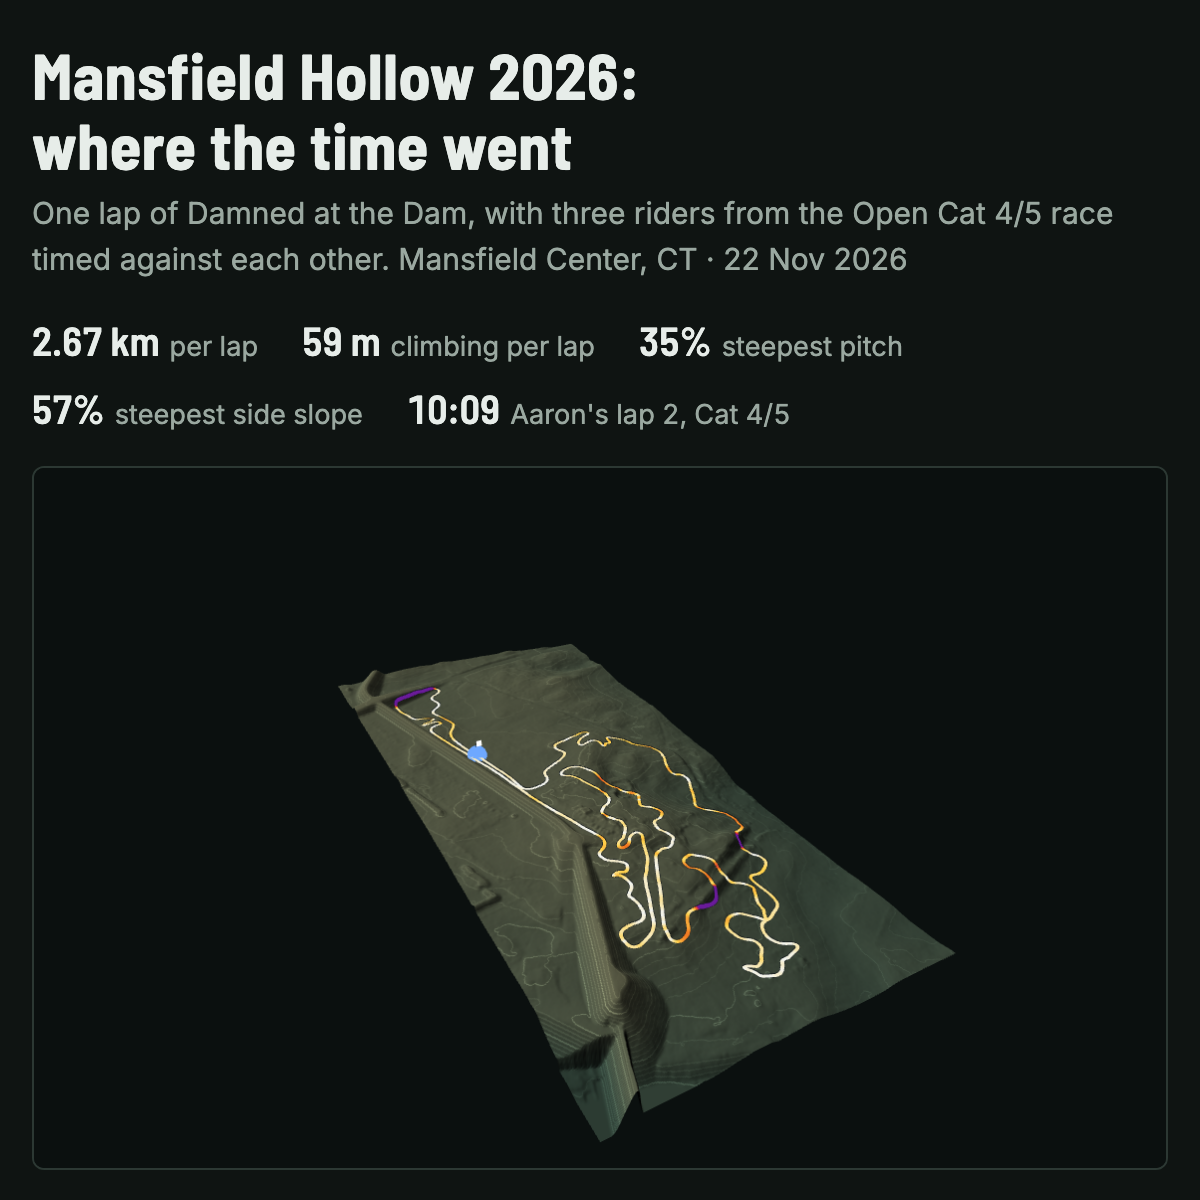 Mansfield Hollow 2026:
where the time went
One lap of Damned at the Dam, with three riders from the Open Cat 4/5 race
timed against each other. Mansfield Center, CT · 22 Nov 2026
2.67 km per lap 59 m climbing per lap 35% steepest pitch
57% steepest side slope 10:09 Aaron's lap 2, Cat 4/5